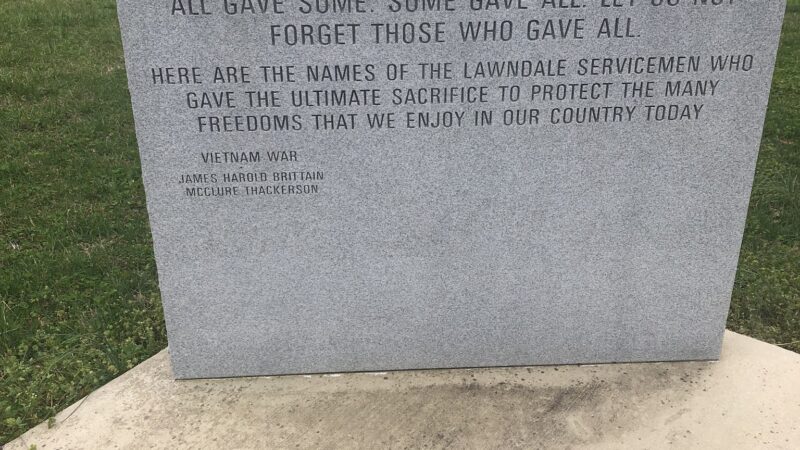 ALL GAVE SOME. SOME GAVE ALL. LET US NOT
FORGET THOSE WHO GAVE ALL.
HERE ARE THE NAMES OF THE LAWNDALE SERVICEMEN WHO
GAVE THE ULTIMATE SACRIFICE TO PROTECT THE MANY
FREEDOMS THAT WE ENJOY IN OUR COUNTRY TODAY
VIETNAM WAR
JAMES HAROLD BRITTAIN
MCCLURE THACKERSON